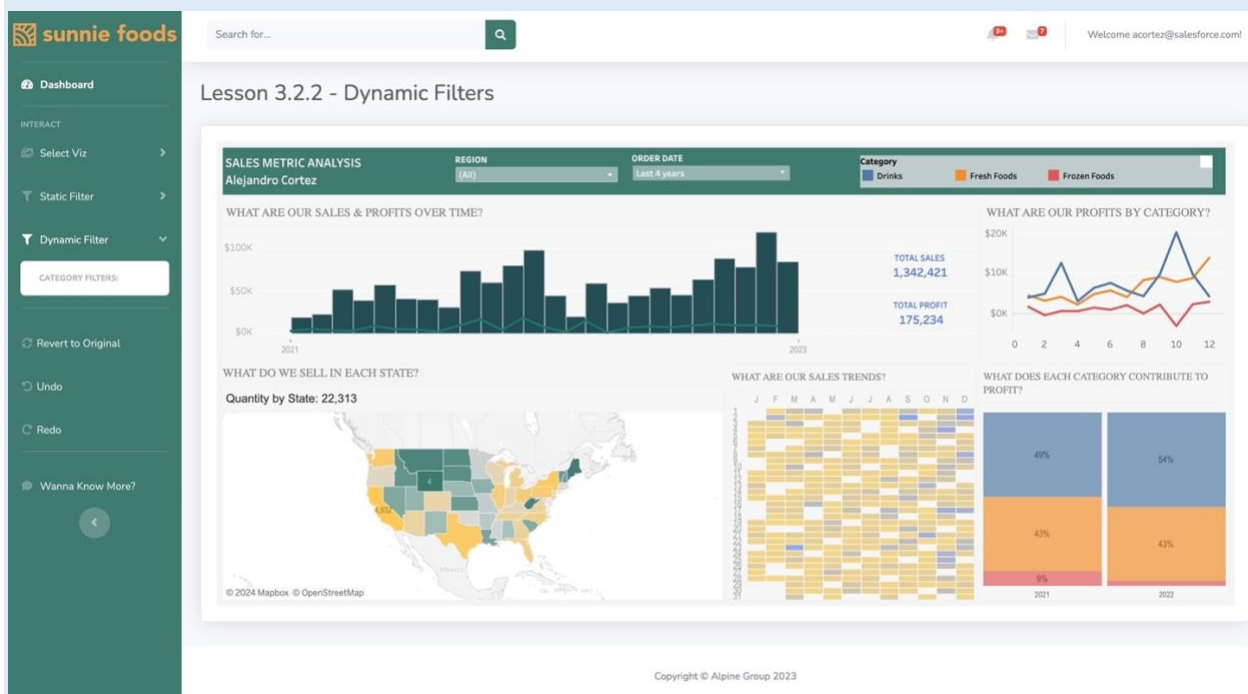 sunnie foods
Search for...
3+
7
Welcome acortez@salesforce.com!
Dashboard
INTERACT
Select Viz
Static Filter
Dynamic Filter
CATEGORY FILTERS:
Revert to Original
Undo
Redo
Wanna Know More?
Lesson 3.2.2 - Dynamic Filters
SALES METRIC ANALYSIS
Alejandro Cortez
REGION
(All)
ORDER DATE
Last 4 years
Category
Drinks
Fresh Foods
Frozen Foods
WHAT ARE OUR SALES & PROFITS OVER TIME?
$100K
$50K
$0K
2021
2023
TOTAL SALES
1,342,421
TOTAL PROFIT
175,234
WHAT ARE OUR PROFITS BY CATEGORY?
$20K
$10K
$0K
0 2 4 6 8 10 12
WHAT DO WE SELL IN EACH STATE?
Quantity by State: 22,313
4
4,632
Mexico
© 2024 Mapbox © OpenStreetMap
WHAT ARE OUR SALES TRENDS?
J F M A M J J A S O N D
WHAT DOES EACH CATEGORY CONTRIBUTE TO
PROFIT?
49%
54%
43%
43%
9%
2021
2022
Copyright © Alpine Group 2023